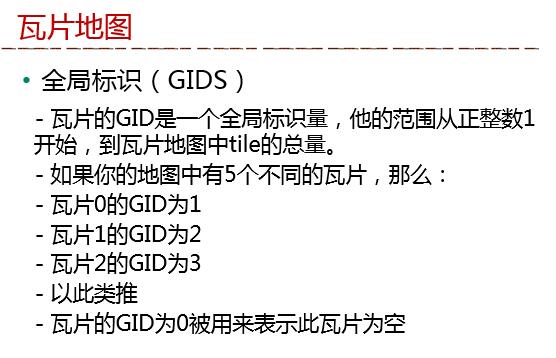 瓦片地图
• 全局标识（GIDS）
- 瓦片的GID是一个全局标识量，他的范围从正整数1
开始，到瓦片地图中tile的总量。
- 如果你的地图中有5个不同的瓦片，那么：
- 瓦片0的GID为1
- 瓦片1的GID为2
- 瓦片2的GID为3
- 以此类推
- 瓦片的GID为0被用来表示此瓦片为空